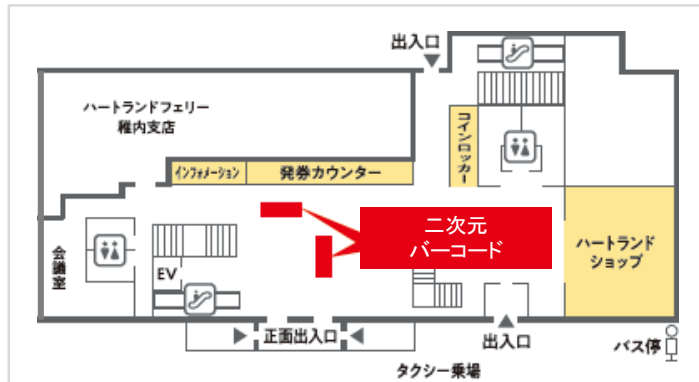 出入口
ハートランドフェリー
稚内支店
コインロッカー
インフォメーション
発券カウンター
二次元
バーコード
ハートランド
ショップ
会議室
EV
正面出入口
出入口
バス停
タクシー乗場